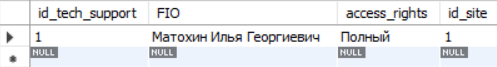 id_tech_support FIO access_rights id_site
1 Матохин Илья Георгиевич Полный 1
NULL NULL NULL NULL